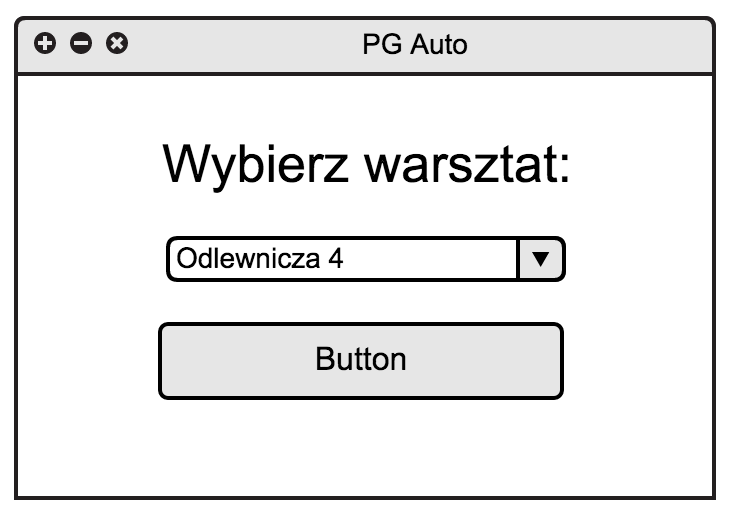 PG Auto
Wybierz warsztat:
Odlewnicza 4
Button